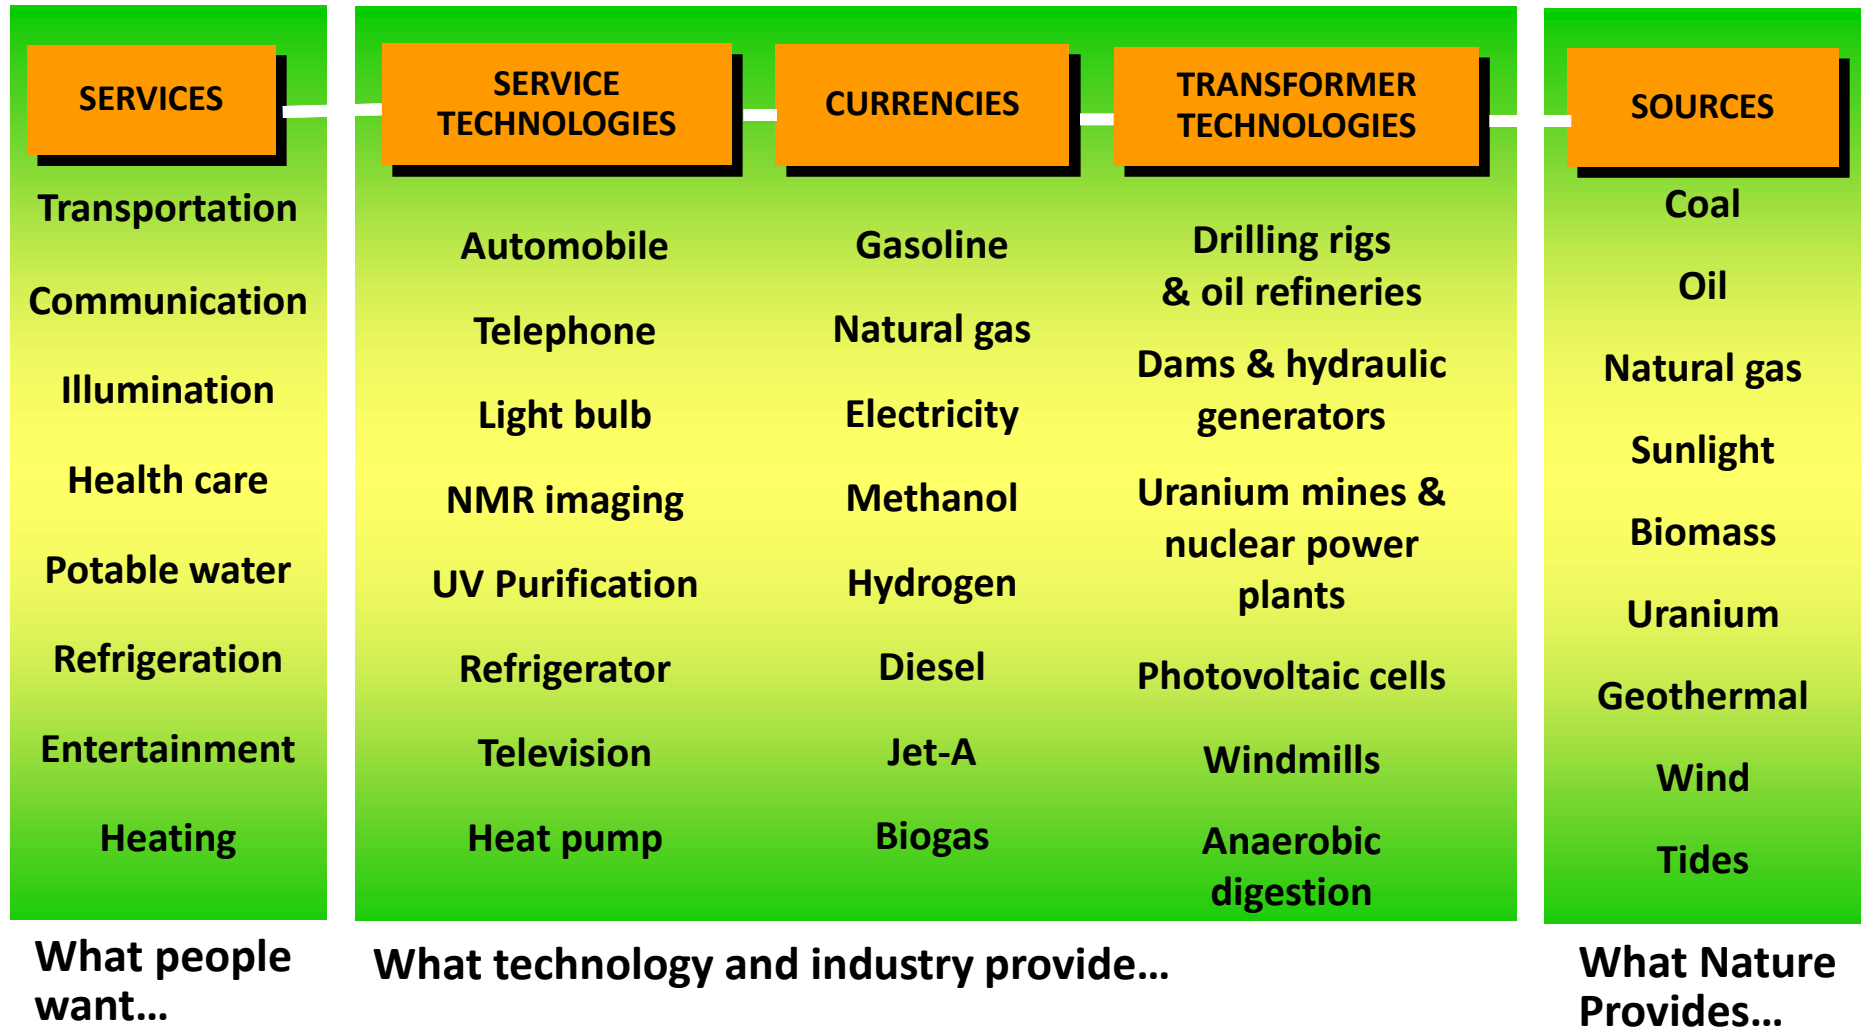 SERVICES
Transportation
Communication
Illumination
Health care
Potable water
Refrigeration
Entertainment
Heating
What people
want...
SERVICE
TECHNOLOGIES
Automobile
Telephone
Light bulb
NMR imaging
UV Purification
Refrigerator
Television
Heat pump
CURRENCIES
Gasoline
Natural gas
Electricity
Methanol
Hydrogen
Diesel
Jet-A
Biogas
TRANSFORMER
TECHNOLOGIES
Drilling rigs
& oil refineries
Dams & hydraulic
generators
Uranium mines &
nuclear power
plants
Photovoltaic cells
Windmills
Anaerobic
digestion
What technology and industry provide...
SOURCES
Coal
Oil
Natural gas
Sunlight
Biomass
Uranium
Geothermal
Wind
Tides
What Nature
Provides...